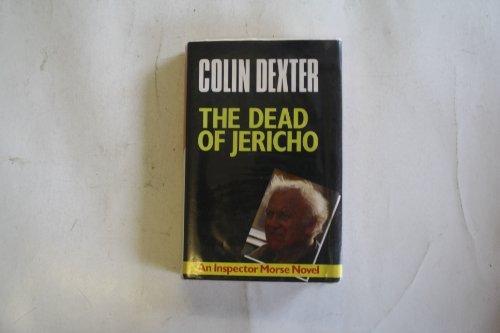 COLIN DEXTER
THE DEAD
OF JERICHO
An Inspector Morse Novel